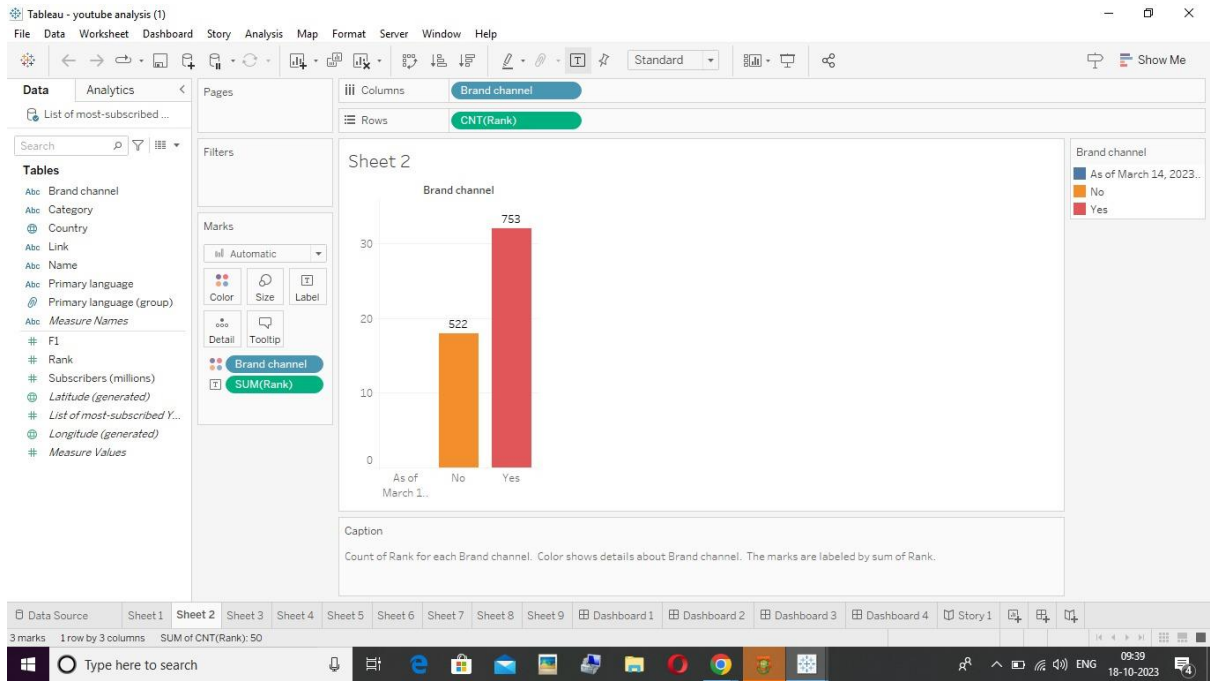 Tableau - youtube analysis (1)
File Data Worksheet Dashboard Story Analysis Map Format Server Window Help
Standard
Show Me
Data Analytics
List of most-subscribed ...
Search
Tables
Abc Brand channel
Abc Category
Country
Abc Link
Abc Name
Abc Primary language
Primary language (group)
Abc Measure Names
# F1
# Rank
# Subscribers (millions)
Latitude (generated)
# List of most-subscribed Y...
Longitude (generated)
# Measure Values
Pages
Filters
Marks
Automatic
Color Size Label
Detail Tooltip
Brand channel
SUM(Rank)
Columns Brand channel
Rows CNT(Rank)
Sheet 2
Brand channel
753
30
20
522
10
0
As of March 1.. No Yes
Caption
Count of Rank for each Brand channel. Color shows details about Brand channel. The marks are labeled by sum of Rank.
Brand channel
As of March 14, 2023..
No
Yes
Data Source Sheet 1 Sheet 2 Sheet 3 Sheet 4 Sheet 5 Sheet 6 Sheet 7 Sheet 8 Sheet 9 Dashboard 1 Dashboard 2 Dashboard 3 Dashboard 4 Story 1
3 marks 1 row by 3 columns SUM of CNT(Rank): 50
Type here to search
ENG
09:39
18-10-2023
4